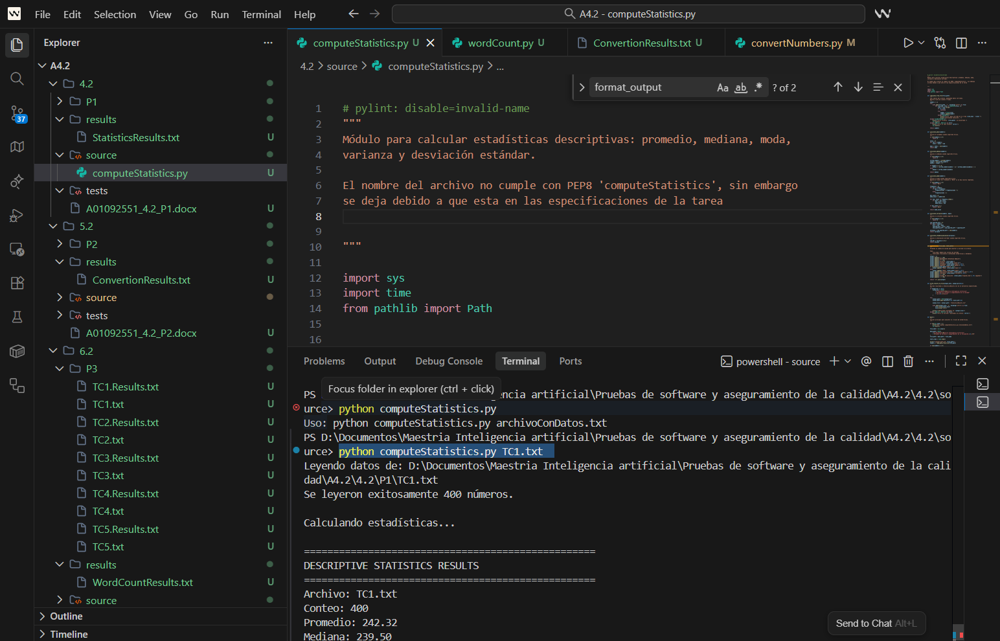 File Edit Selection View Go Run Terminal Help
A4.2 - computeStatistics.py
Explorer
A4.2
4.2
P1
results
StatisticsResults.txt U
source
computeStatistics.py U
tests
A01092551_4.2_P1.docx U
5.2
P2
results
ConvertionResults.txt U
source
tests
A01092551_4.2_P2.docx U
6.2
P3
TC1.Results.txt U
TC1.txt U
TC2.Results.txt U
TC2.txt U
TC3.Results.txt U
TC3.txt U
TC4.Results.txt U
TC4.txt U
TC5.Results.txt U
TC5.txt U
results
WordCountResults.txt U
source
Outline
Timeline
37
computeStatistics.py U
wordCount.py U
ConvertionResults.txt U
convertNumbers.py M
4.2 > source > computeStatistics.py > ...
format_output Aa ab .* ? of 2
1 # pylint: disable=invalid-name
2 """
3 Módulo para calcular estadísticas descriptivas: promedio, mediana, moda,
4 varianza y desviación estándar.
5
6 El nombre del archivo no cumple con PEP8 'computeStatistics', sin embargo
7 se deja debido a que esta en las especificaciones de la tarea
8
9
10 """
11
12 import sys
13 import time
14 from pathlib import Path
15
16
Problems Output Debug Console Terminal Ports
powershell - source
Focus folder in explorer (ctrl + click)
PS gencia artificial\Pruebas de software y aseguramiento de la calidad\A4.2\4.2\so
urce> python computeStatistics.py
Uso: python computeStatistics.py archivoConDatos.txt
PS D:\Documentos\Maestria Inteligencia artificial\Pruebas de software y aseguramiento de la calidad\A4.2\4.2\so
urce> python computeStatistics.py TC1.txt
Leyendo datos de: D:\Documentos\Maestria Inteligencia artificial\Pruebas de software y aseguramiento de la cali
dad\A4.2\4.2\P1\TC1.txt
Se leyeron exitosamente 400 números.
Calculando estadísticas...
==================================================
DESCRIPTIVE STATISTICS RESULTS
==================================================
Archivo: TC1.txt
Conteo: 400
Promedio: 242.32
Mediana: 239.50
Send to Chat Alt+L